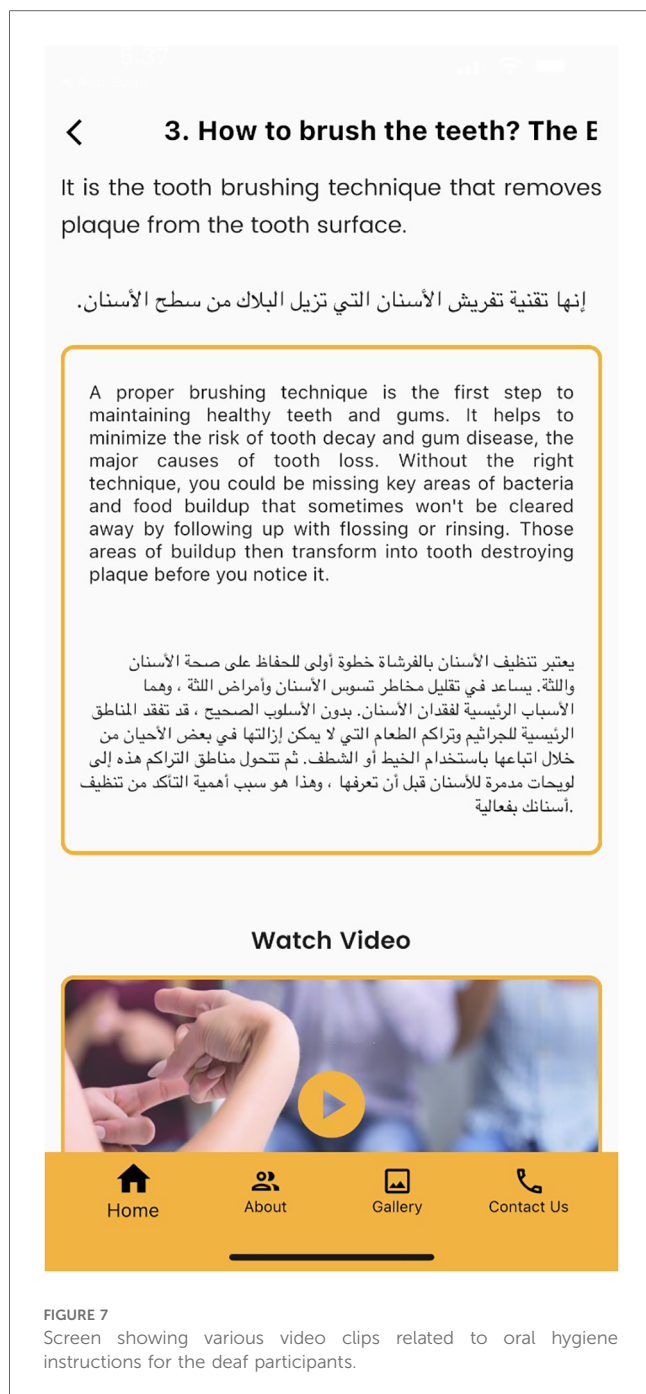 3. How to brush the teeth? The
It is the tooth brushing technique that removes
plaque from the tooth surface.
إنها تقنية تفريش الأسنان التي تزيل البلاك من سطح الأسنان.
A proper brushing technique is the first step to
maintaining healthy teeth and gums. It helps to
minimize the risk of tooth decay and gum disease, the
major causes of tooth loss. Without the right
technique, you could be missing key areas of bacteria
and food buildup that sometimes won't be cleared
away by following up with flossing or rinsing. Those
areas of buildup then transform into tooth destroying
plaque before you notice it.
يعتبر تنظيف الأسنان بالفرشاة خطوة أولى للحفاظ على صحة الأسنان
واللثة. يساعد في تقليل مخاطر تسوس الأسنان وأمراض اللثة ، وهما
الأسباب الرئيسية لفقدان الأسنان. بدون الأسلوب الصحيح ، قد تفقد المناطق
الرئيسية للجراثيم وتراكم الطعام التي لا يمكن إزالتها في بعض الأحيان من
خلال اتباعها باستخدام الخيط أو الشطف. ثم تتحول مناطق التراكم هذه إلى
لويحات مدمرة للأسنان قبل أن تعرفها ، وهذا هو سبب أهمية التأكد من تنظيف
.أسنانك بفعالية
Watch Video
Home
About
Gallery
Contact Us
FIGURE 7
Screen showing various video clips related to oral hygiene
instructions for the deaf participants.